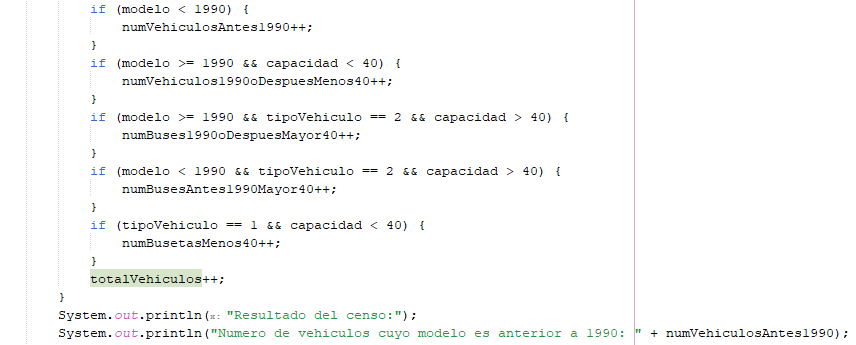 if (modelo < 1990) {
numVehiculosAntes1990++;
}
if (modelo >= 1990 && capacidad < 40) {
numVehiculos1990oDespuesMenos40++;
}
if (modelo >= 1990 && tipoVehiculo == 2 && capacidad > 40) {
numBuses1990oDespuesMayor40++;
}
if (modelo < 1990 && tipoVehiculo == 2 && capacidad > 40) {
numBusesAntes1990Mayor40++;
}
if (tipoVehiculo == 1 && capacidad < 40) {
numBusetasMenos40++;
}
totalVehiculos++;
}
System.out.println(x: "Resultado del censo:");
System.out.println("Numero de vehiculos cuyo modelo es anterior a 1990: " + numVehiculosAntes1990);